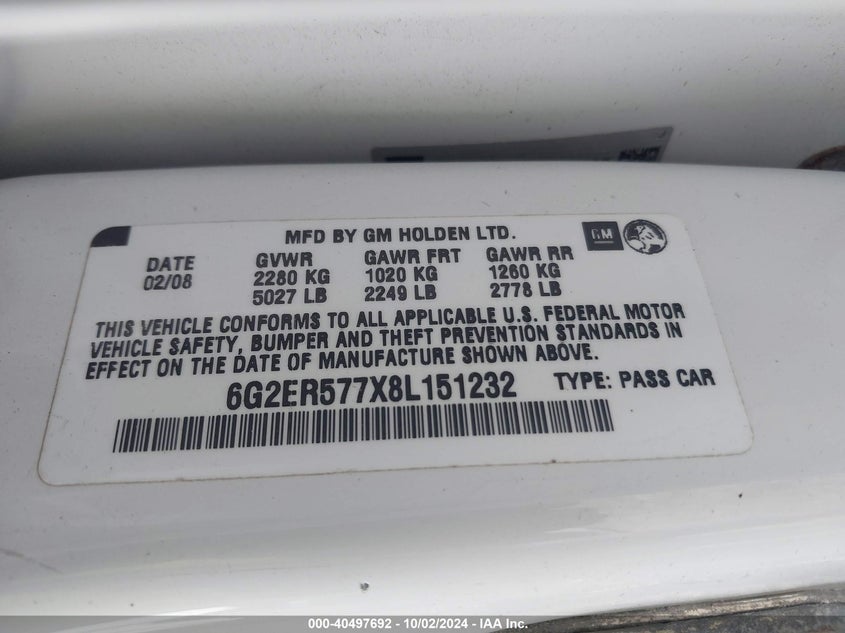 MFD BY GM HOLDEN LTD.
GM
DATE GVWR GAWR FRT GAWR RR
02/08 2280 KG 1020 KG 1260 KG
5027 LB 2249 LB 2778 LB
THIS VEHICLE CONFORMS TO ALL APPLICABLE U.S. FEDERAL MOTOR
VEHICLE SAFETY, BUMPER AND THEFT PREVENTION STANDARDS IN
EFFECT ON THE DATE OF MANUFACTURE SHOWN ABOVE.
6G2ER577X8L151232 TYPE: PASS CAR
000-40497692 - 10/02/2024 - IAA Inc.